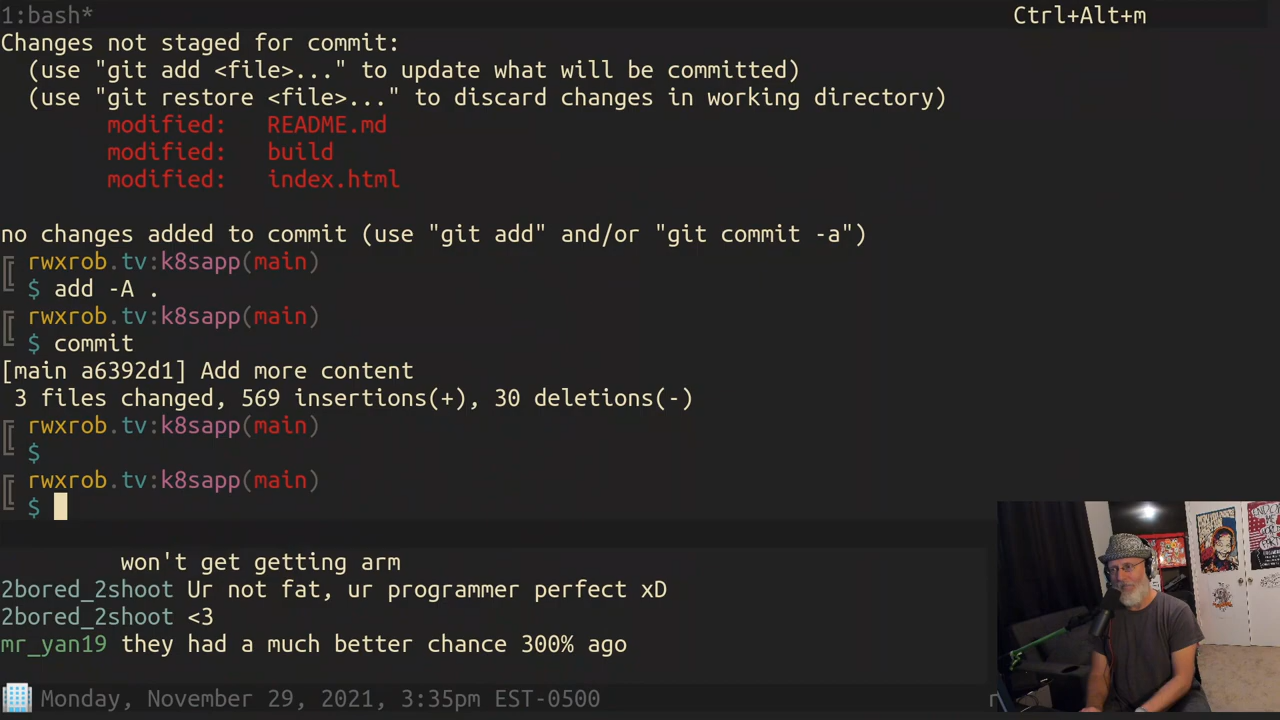 1:bash*
Ctrl+Alt+m
Changes not staged for commit:
(use "git add <file>..." to update what will be committed)
(use "git restore <file>..." to discard changes in working directory)
modified: README.md
modified: build
modified: index.html
no changes added to commit (use "git add" and/or "git commit -a")
rwxrob.tv:k8sapp(main)
$ add -A .
rwxrob.tv:k8sapp(main)
$ commit
[main a6392d1] Add more content
3 files changed, 569 insertions(+), 30 deletions(-)
rwxrob.tv:k8sapp(main)
$
rwxrob.tv:k8sapp(main)
$
won't get getting arm
2bored_2shoot Ur not fat, ur programmer perfect xD
2bored_2shoot <3
mr_yan19 they had a much better chance 300% ago
Monday, November 29, 2021, 3:35pm EST-0500